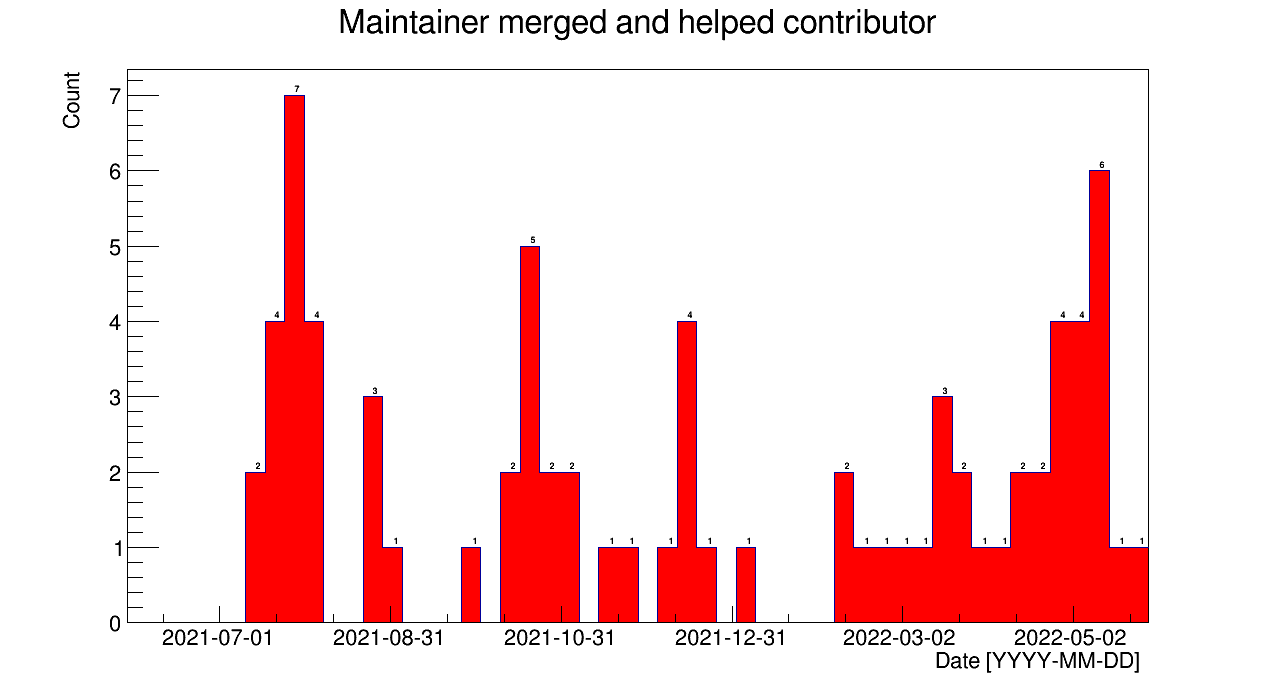 Maintainer merged and helped contributor
Count
7
6
5
4
3
2
1
0
2 4 7 4 3 1 1 2 5 2 2 1 1 1 4 1 1 2 1 1 1 1 3 2 1 1 2 2 4 4 6 1 1
2021-07-01 2021-08-31 2021-10-31 2021-12-31 2022-03-02 2022-05-02
Date [YYYY-MM-DD]